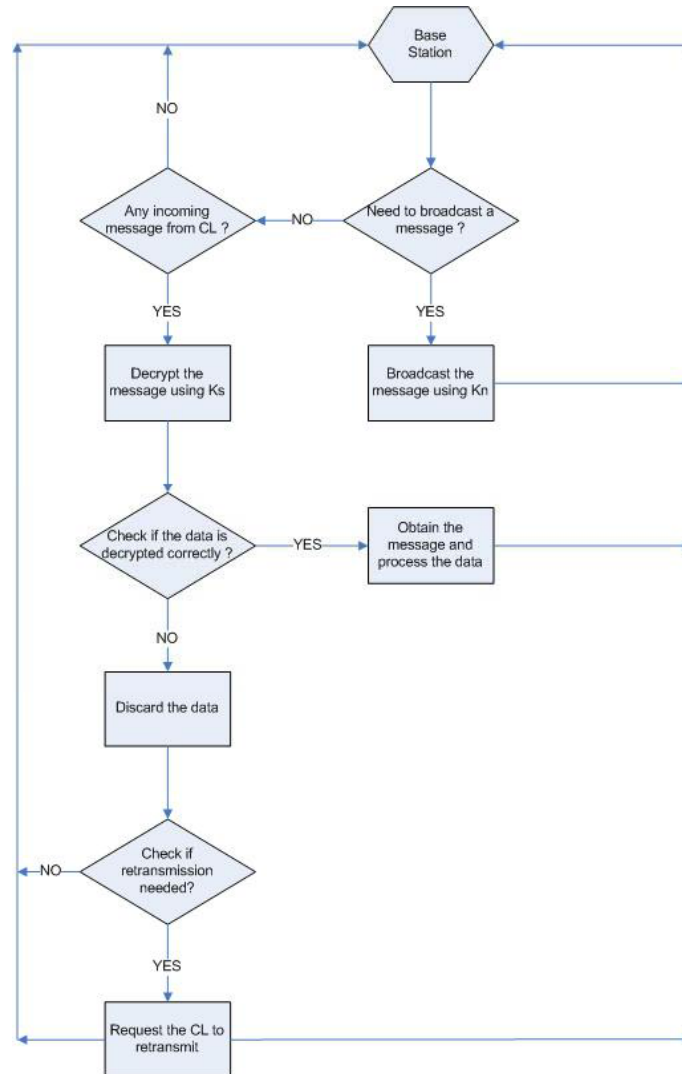 Base
Station
NO
Any incoming
message from CL ?
NO
Need to broadcast a
message ?
YES
YES
Decrypt the
message using Ks
Broadcast the
message using Kn
Check if the data is
decrypted correctly ?
YES
Obtain the
message and
process the data
NO
Discard the data
Check if
retransmission
needed?
NO
YES
Request the CL to
retransmit